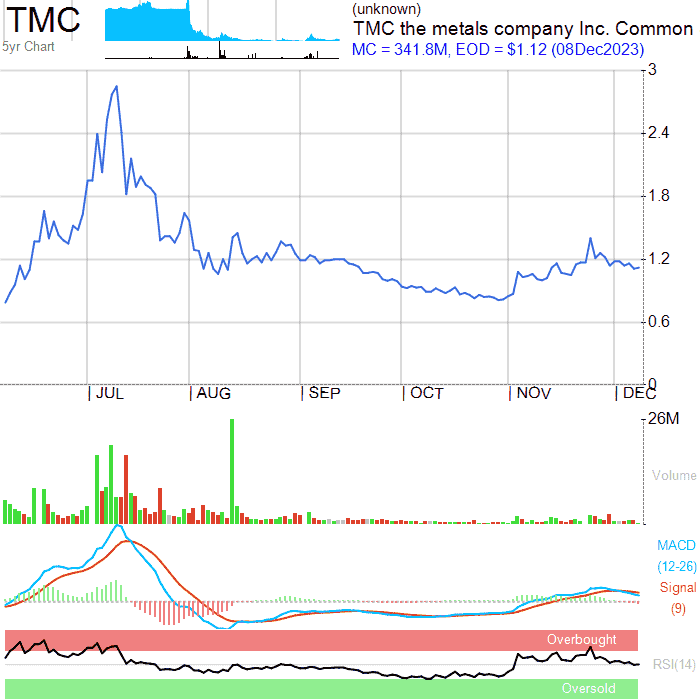 TMC
5yr Chart
(unknown)
TMC the metals company Inc. Common
MC = 341.8M, EOD = $1.12 (08Dec2023)
3
2.4
1.8
1.2
0.6
0
JUL AUG SEP OCT NOV DEC
26M
Volume
MACD
(12-26)
Signal
(9)
Overbought
RSI(14)
Oversold